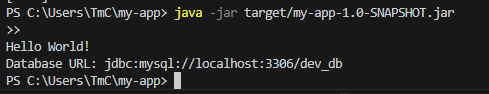 PS C:\Users\TmC\my-app> java -jar target/my-app-1.0-SNAPSHOT.jar
>>
Hello World!
Database URL: jdbc:mysql://localhost:3306/dev_db
PS C:\Users\TmC\my-app>